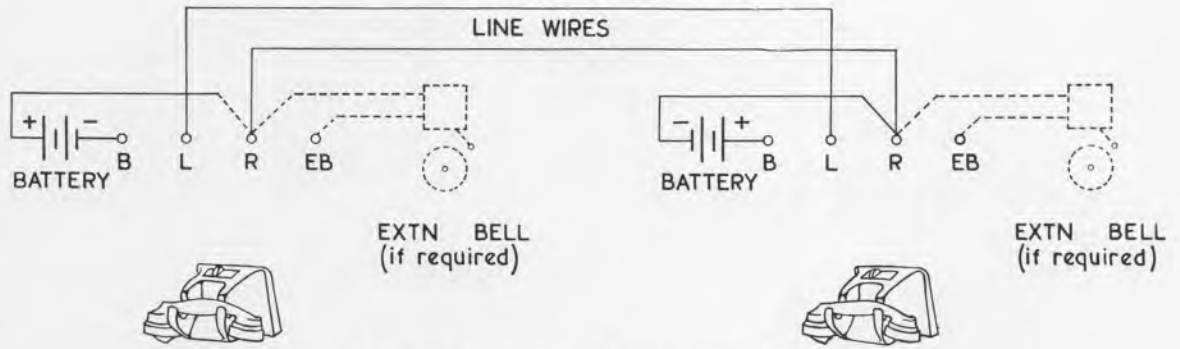 LINE WIRES
+ - B L R EB
BATTERY
EXTN BELL
(if required)
- + B L R EB
BATTERY
EXTN BELL
(if required)